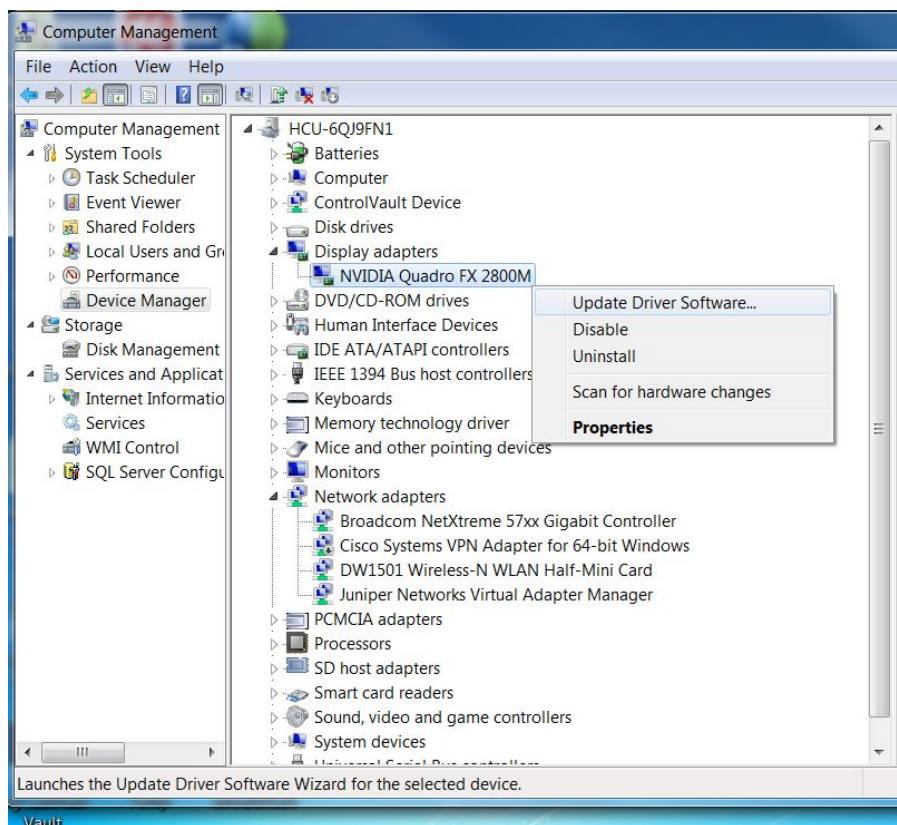 Computer Management
File Action View Help
Computer Management
System Tools
Task Scheduler
Event Viewer
Shared Folders
Local Users and Gr
Performance
Device Manager
Storage
Disk Management
Services and Applicat
Internet Informatio
Services
WMI Control
SQL Server Configu
HCU-6QJ9FN1
Batteries
Computer
ControlVault Device
Disk drives
Display adapters
NVIDIA Quadro FX 2800M
DVD/CD-ROM drives
Human Interface Devices
IDE ATA/ATAPI controllers
IEEE 1394 Bus host controllers
Keyboards
Memory technology driver
Mice and other pointing devices
Monitors
Network adapters
Broadcom NetXtreme 57xx Gigabit Controller
Cisco Systems VPN Adapter for 64-bit Windows
DW1501 Wireless-N WLAN Half-Mini Card
Juniper Networks Virtual Adapter Manager
PCMCIA adapters
Processors
SD host adapters
Smart card readers
Sound, video and game controllers
System devices
Universal Serial Bus controllers
Update Driver Software...
Disable
Uninstall
Scan for hardware changes
Properties
Launches the Update Driver Software Wizard for the selected device.
Vault